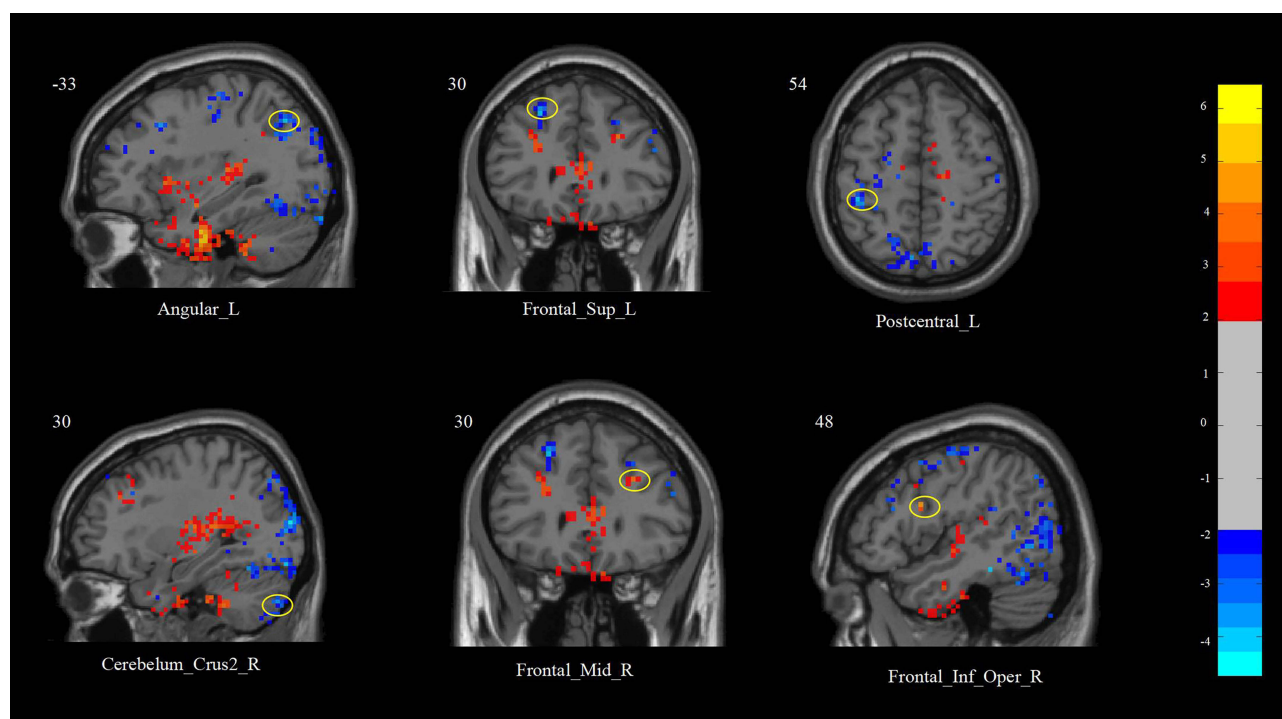 -33
30
54
Angular_L
Frontal_Sup_L
Postcentral_L
30
30
48
Cerebelum_Crus2_R
Frontal_Mid_R
Frontal_Inf_Oper_R
6
5
4
3
2
1
0
-1
-2
-3
-4